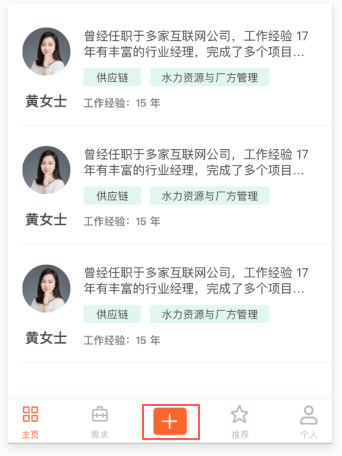 曾经任职于多家互联网公司，工作经验 17
年有丰富的行业经理，完成了多个项目...
供应链 水力资源与厂方管理
黄女士 工作经验：15 年
曾经任职于多家互联网公司，工作经验 17
年有丰富的行业经理，完成了多个项目...
供应链 水力资源与厂方管理
黄女士 工作经验：15 年
曾经任职于多家互联网公司，工作经验 17
年有丰富的行业经理，完成了多个项目...
供应链 水力资源与厂方管理
黄女士 工作经验：15 年
主页 需求 推荐 个人